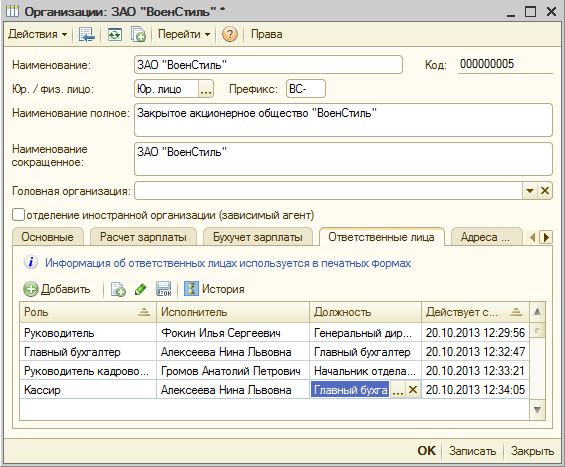 Организации: ЗАО "ВоенСтиль" *
Действия Перейти ? Права
Наименование: ЗАО "ВоенСтиль" Код: 000000005
Юр. / физ. лицо: Юр. лицо ... Префикс: ВС-
Наименование полное: Закрытое акционерное общество "ВоенСтиль"
Наименование
сокращенное:
ЗАО "ВоенСтиль"
Головная организация:
отделение иностранной организации (зависимый агент)
Основные Расчет зарплаты Бухучет зарплаты Ответственные лица Адреса ...
i Информация об ответственных лицах используется в печатных формах
Добавить История
Роль Исполнитель Должность Действует с...
Руководитель Фокин Илья Сергеевич Генеральный дир... 20.10.2013 12:29:56
Главный бухгалтер Алексеева Нина Львовна Главный бухгалтер 20.10.2013 12:32:47
Руководитель кадрово... Громов Анатолий Петрович Начальник отдела... 20.10.2013 12:33:21
Кассир Алексеева Нина Львовна Главный бухга ... 20.10.2013 12:34:05
OK Записать Закрыть